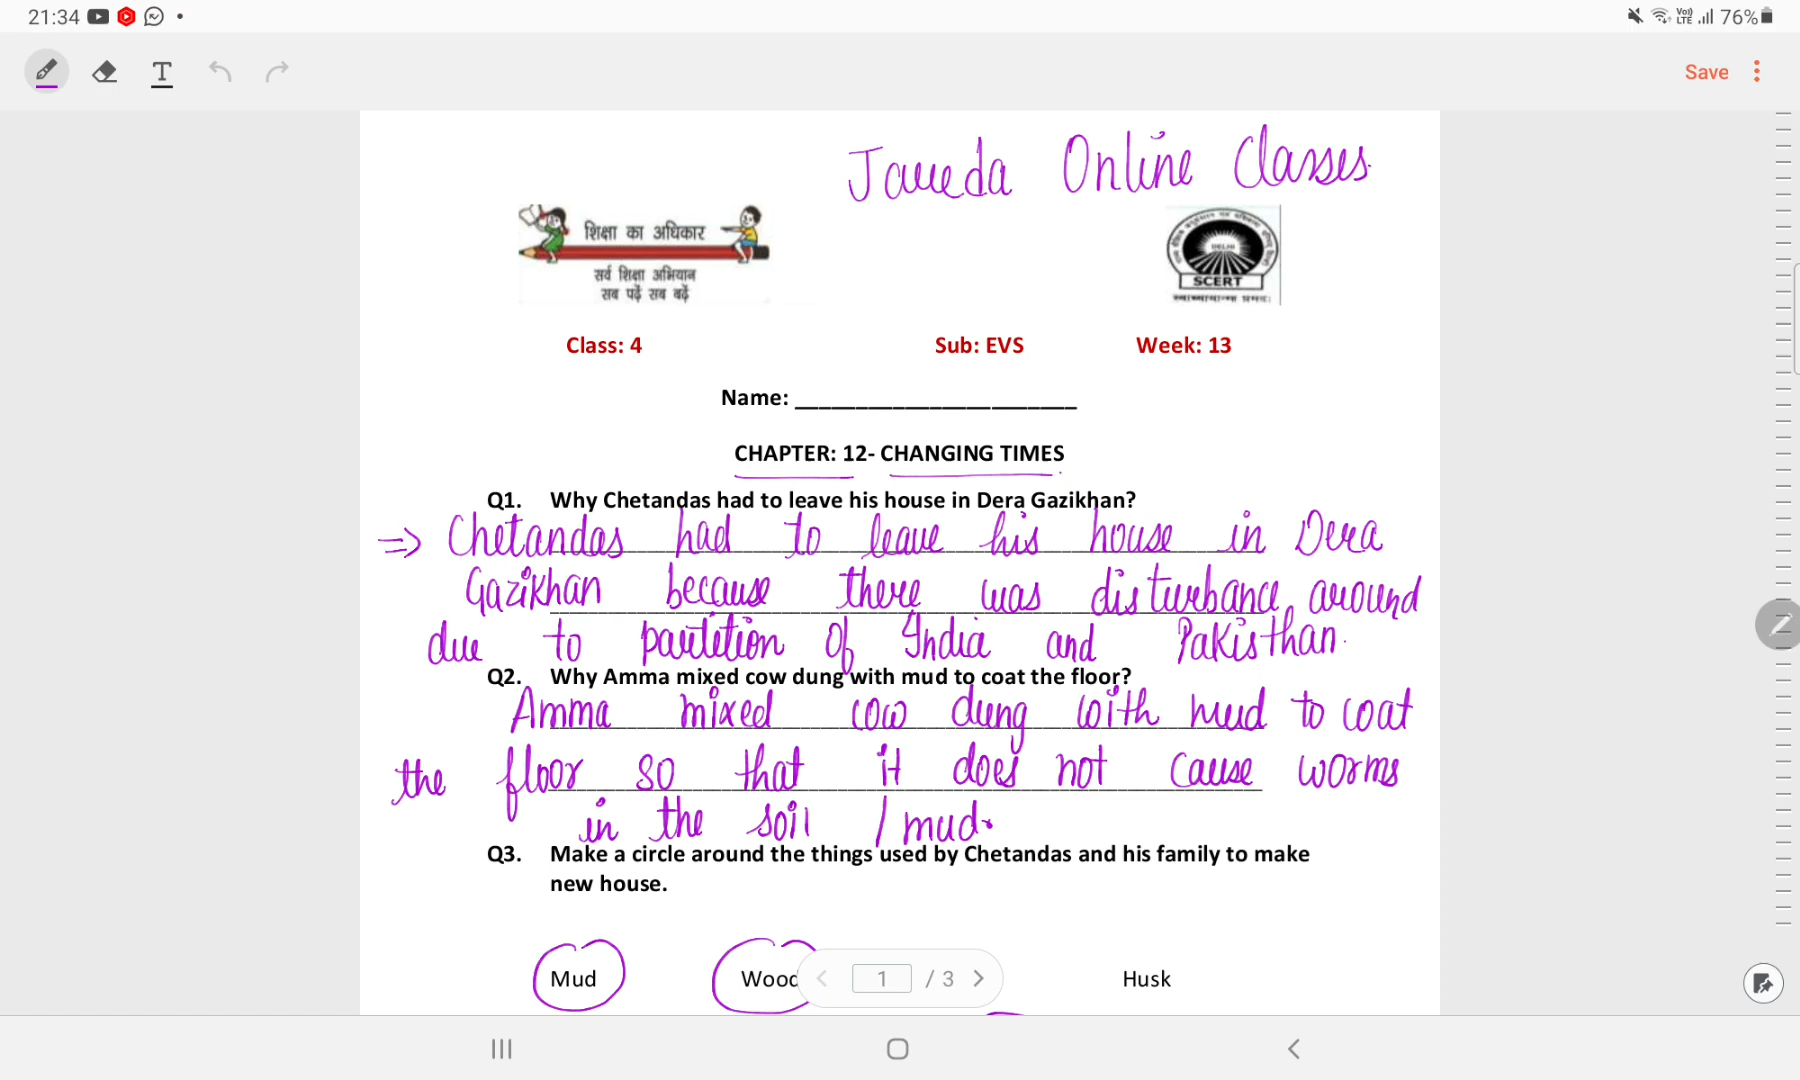 21:34
76%
T
Save
Javeda Online Classes.
शिक्षा का अधिकार
सर्व शिक्षा अभियान
सब पढ़ें सब बढ़ें
DELHI
SCERT
Class: 4 Sub: EVS Week: 13
Name: ______________________
CHAPTER: 12- CHANGING TIMES
Q1. Why Chetandas had to leave his house in Dera Gazikhan?
⇒ Chetandas had to leave his house in Dera
Gazikhan because there was disturbance around
due to partition of India and Pakisthan.
Q2. Why Amma mixed cow dung with mud to coat the floor?
Amma mixed cow dung with mud to coat
the floor so that it does not cause worms
in the soil / mud.
Q3. Make a circle around the things used by Chetandas and his family to make
new house.
Mud Wood Husk
1 / 3